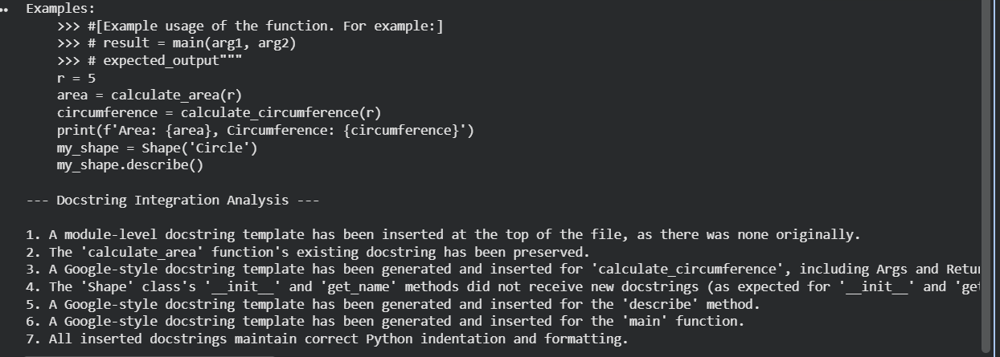 Examples:
>>> #[Example usage of the function. For example:]
>>> # result = main(arg1, arg2)
>>> # expected_output"""
r = 5
area = calculate_area(r)
circumference = calculate_circumference(r)
print(f'Area: {area}, Circumference: {circumference}')
my_shape = Shape('Circle')
my_shape.describe()
--- Docstring Integration Analysis ---
1. A module-level docstring template has been inserted at the top of the file, as there was none originally.
2. The 'calculate_area' function's existing docstring has been preserved.
3. A Google-style docstring template has been generated and inserted for 'calculate_circumference', including Args and Retur
4. The 'Shape' class's '__init__' and 'get_name' methods did not receive new docstrings (as expected for '__init__' and 'get
5. A Google-style docstring template has been generated and inserted for the 'describe' method.
6. A Google-style docstring template has been generated and inserted for the 'main' function.
7. All inserted docstrings maintain correct Python indentation and formatting.